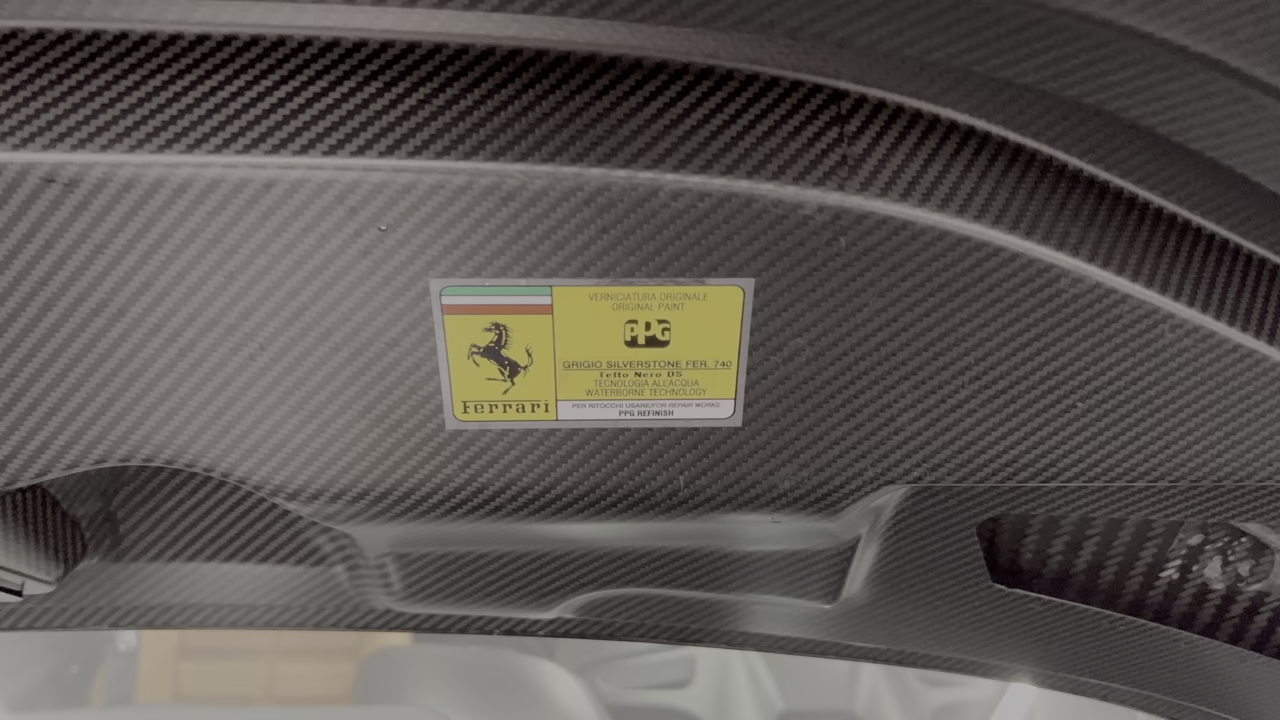 VERNICIATURA ORIGINALE
ORIGINAL PAINT
PPG
GRIGIO SILVERSTONE FER. 740
Tetto Nero DS
TECNOLOGIA ALL'ACQUA
WATERBORNE TECHNOLOGY
PER RITOCCHI USARE/FOR REPAIR WORKS
PPG REFINISH
Ferrari